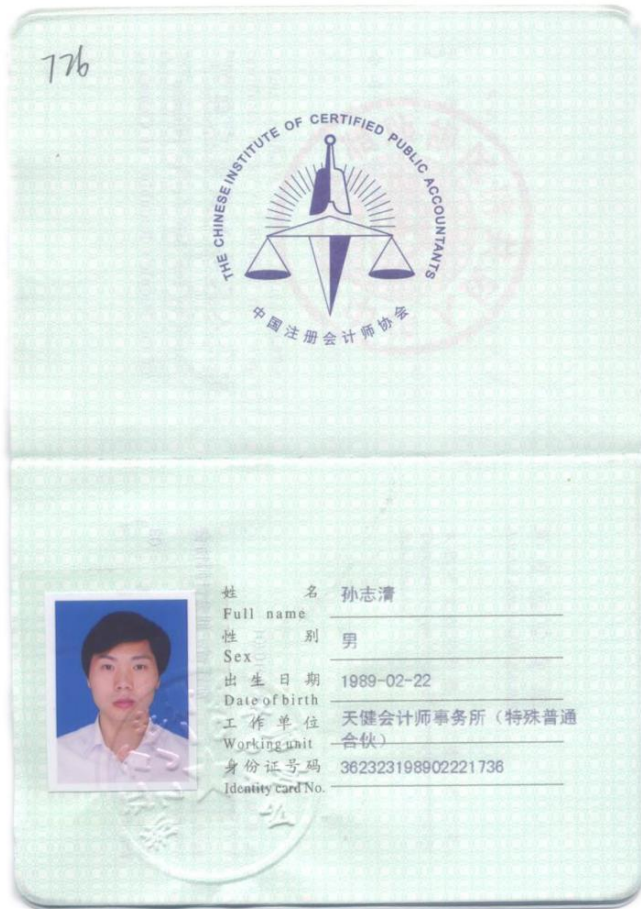 776
THE CHINESE INSTITUTE OF CERTIFIED PUBLIC ACCOUNTANTS
中国注册会计师协会
姓 名 孙志清
Full name
性 别 男
Sex
出生日期 1989-02-22
Date of birth
工作单位 天健会计师事务所（特殊普通
Working unit 合伙）
身份证号码 362323198902221736
Identity card No.